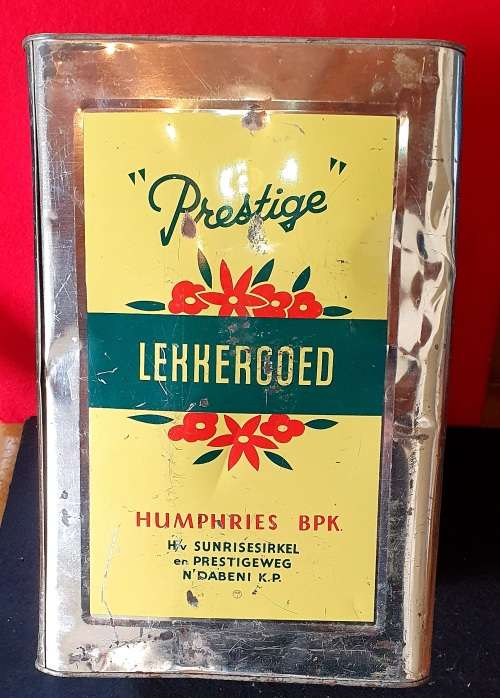 "Prestige"
LEKKERGOED
HUMPHRIES BPK.
H/v SUNRISESIRKEL
en PRESTIGEWEG
N'DABENI K.P.